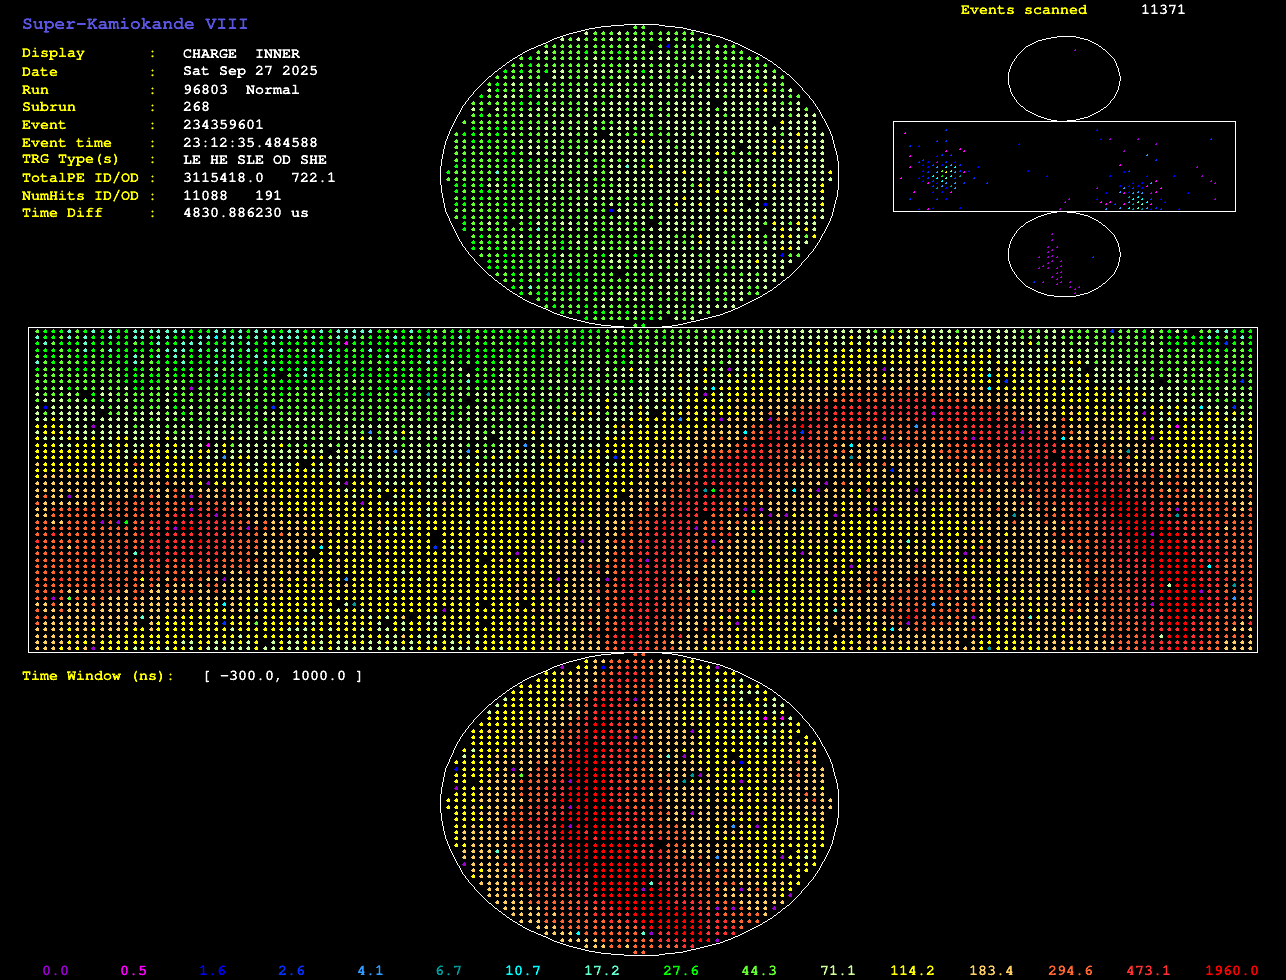 Super-Kamiokande VIII
Display : CHARGE INNER
Date : Sat Sep 27 2025
Run : 96803 Normal
Subrun : 268
Event : 234359601
Event time : 23:12:35.484588
TRG Type(s) : LE HE SLE OD SHE
TotalPE ID/OD : 3115418.0 722.1
NumHits ID/OD : 11088 191
Time Diff : 4830.886230 us
Events scanned 11371
Time Window (ns): [ -300.0, 1000.0 ]
0.0 0.5 1.6 2.6 4.1 6.7 10.7 17.2 27.6 44.3 71.1 114.2 183.4 294.6 473.1 1960.0